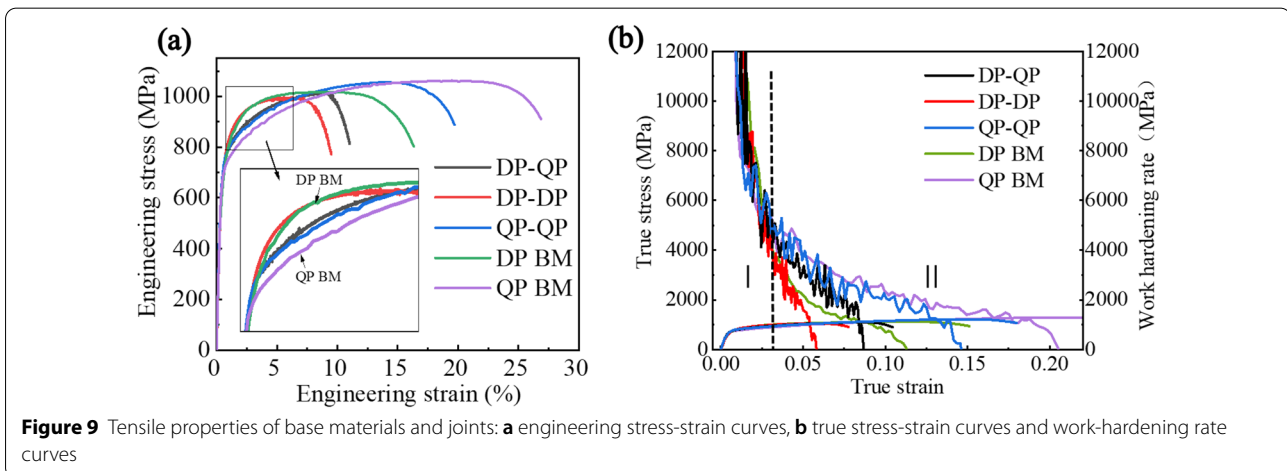 (a)
Engineering stress (MPa)
1000
800
600
400
200
0
0 5 10 15 20 25 30
Engineering strain (%)
DP BM
QP BM
DP-QP
DP-DP
QP-QP
DP BM
QP BM
(b)
True stress (MPa)
12000
10000
8000
6000
4000
2000
0
0.00 0.05 0.10 0.15 0.20
True strain
I
II
DP-QP
DP-DP
QP-QP
DP BM
QP BM
12000
10000
8000
6000
4000
1200
1200
0
Work hardening rate (MPa)
Figure 9 Tensile properties of base materials and joints: a engineering stress-strain curves, b true stress-strain curves and work-hardening rate
curves